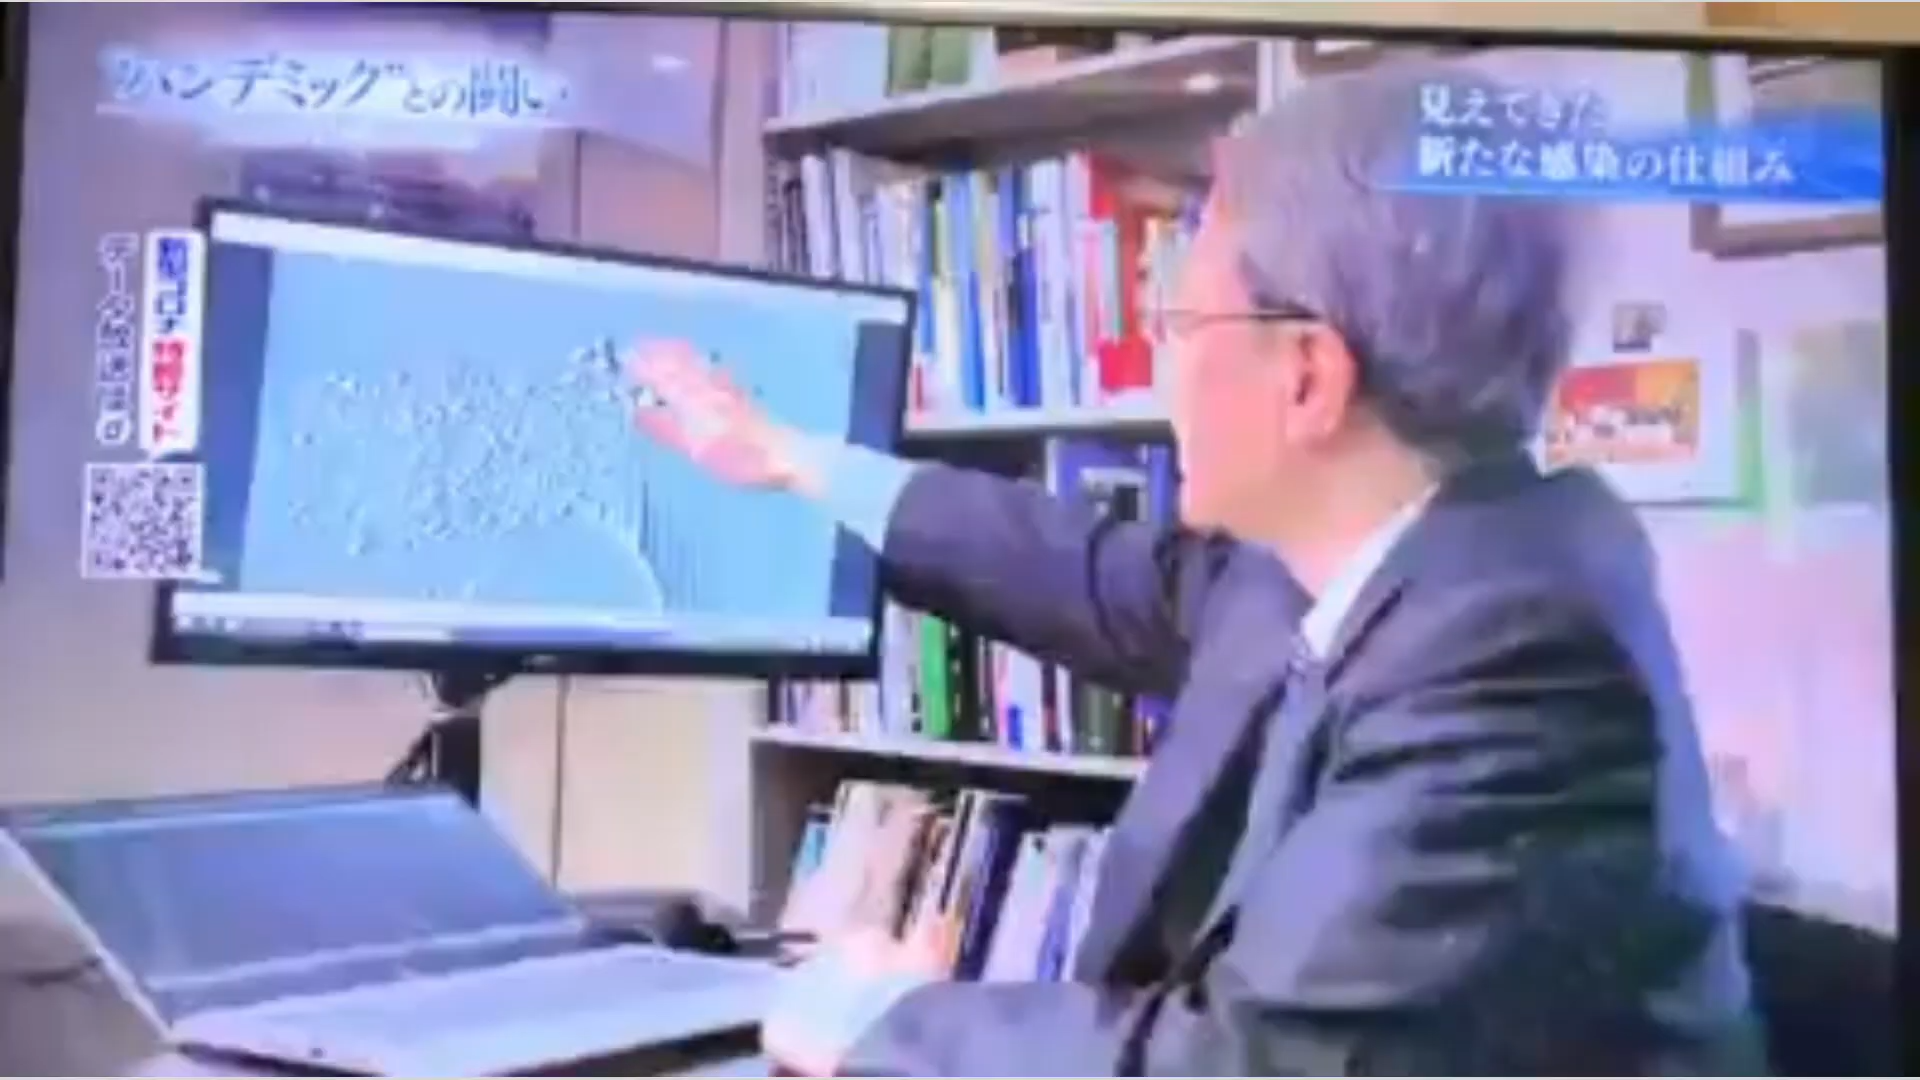 "パンデミック"との闘い
見えてきた
新たな感染の仕組み
新型コロナ 特設サイト
データ放送は